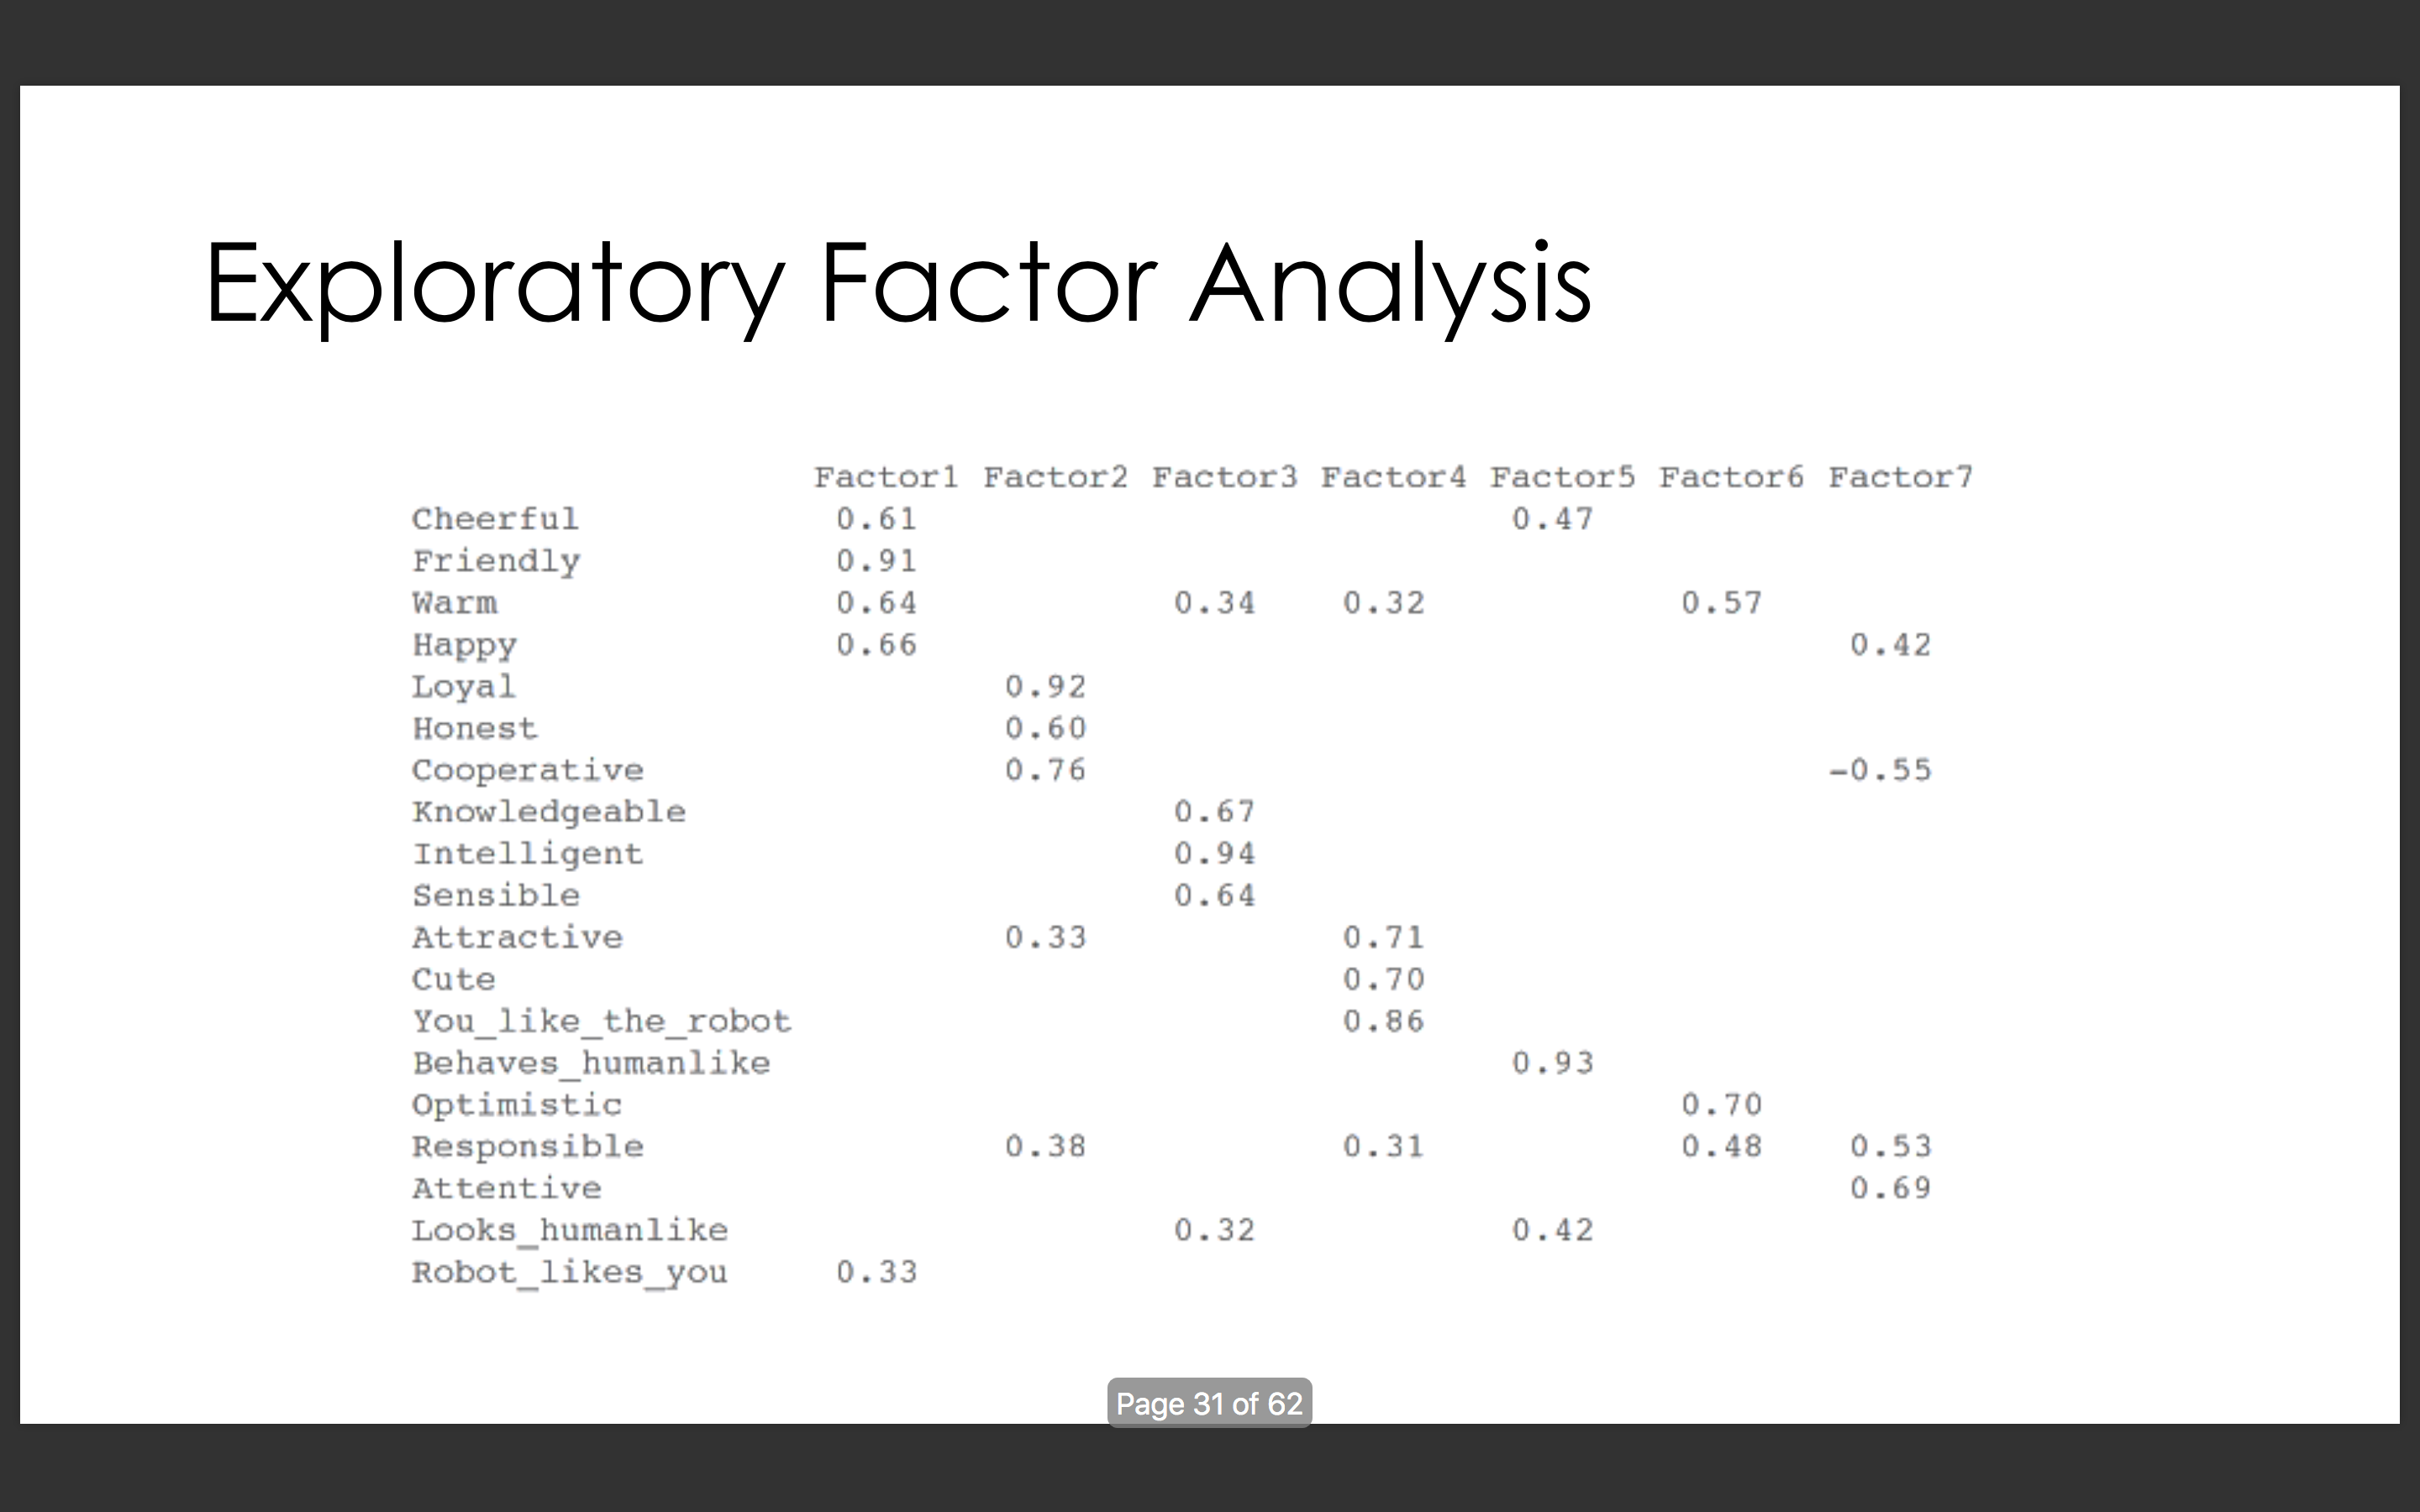 Exploratory Factor Analysis
Factor1 Factor2 Factor3 Factor4 Factor5 Factor6 Factor7
Cheerful 0.61 0.47
Friendly 0.91
Warm 0.64 0.34 0.32 0.57
Happy 0.66 0.42
Loyal 0.92
Honest 0.60
Cooperative 0.76 -0.55
Knowledgeable 0.67
Intelligent 0.94
Sensible 0.64
Attractive 0.33 0.71
Cute 0.70
You_like_the_robot 0.86
Behaves_humanlike 0.93
Optimistic 0.70
Responsible 0.38 0.31 0.48 0.53
Attentive 0.69
Looks_humanlike 0.32 0.42
Robot_likes_you 0.33
Page 31 of 62